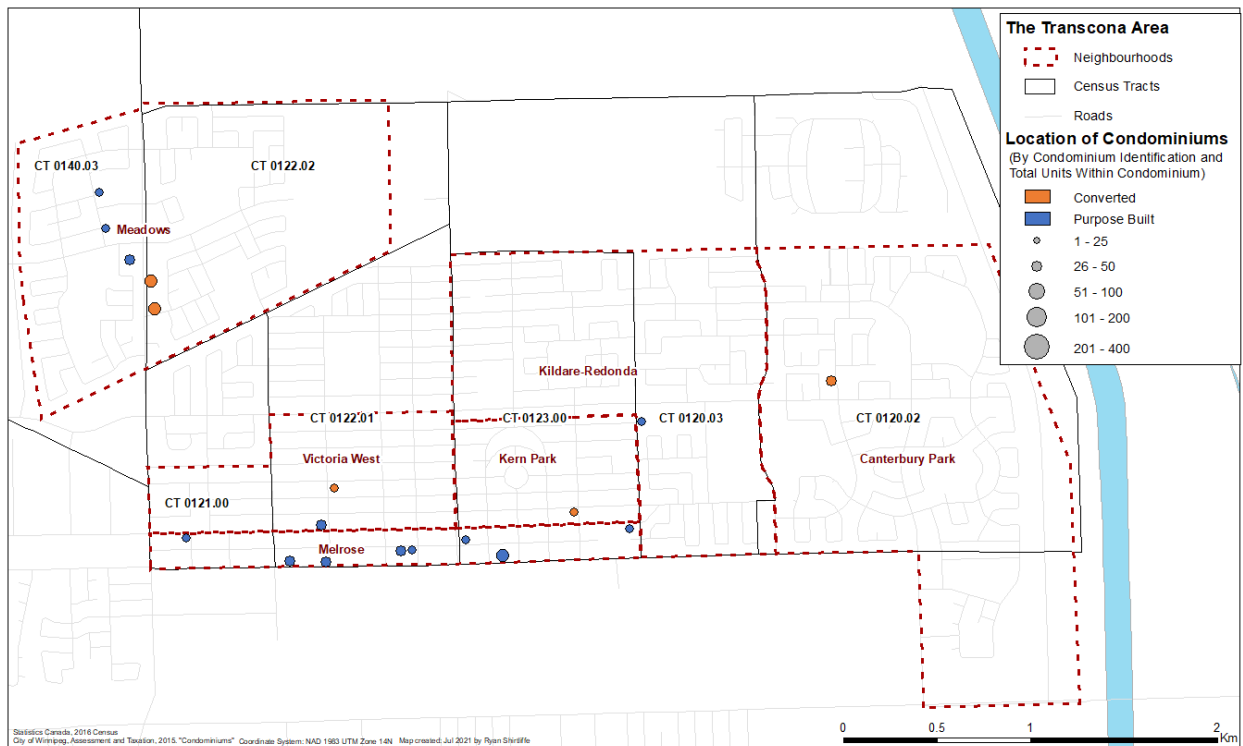 The Transcona Area
Neighbourhoods
Census Tracts
Roads
Location of Condominiums
(By Condominium Identification and
Total Units Within Condominium)
Converted
Purpose Built
1 - 25
26 - 50
51 - 100
101 - 200
201 - 400
CT 0140.03
CT 0122.02
Meadows
Kildare-Redonda
CT 0122.01
CT 0123.00
CT 0120.03
CT 0120.02
Victoria West
Kern Park
Canterbury Park
CT 0121.00
Melrose
Statistics Canada, 2016 Census
City of Winnipeg, Assessment and Taxation, 2015. "Condominiums" Coordinate System: NAD 1983 UTM Zone 14N Map created: Jul 2021 by Ryan Shirtliffe
0 0.5 1 2
Km